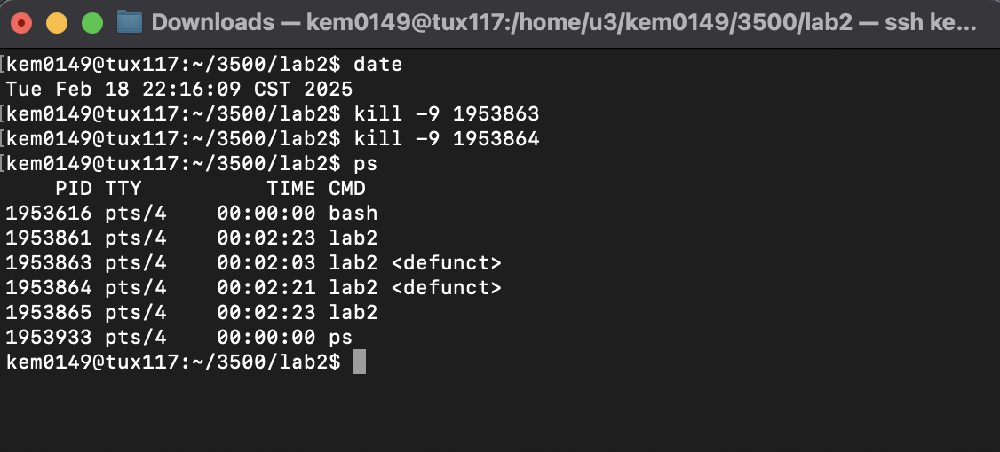 Downloads — kem0149@tux117:/home/u3/kem0149/3500/lab2 — ssh ke...
[kem0149@tux117:~/3500/lab2$ date
Tue Feb 18 22:16:09 CST 2025
[kem0149@tux117:~/3500/lab2$ kill -9 1953863
[kem0149@tux117:~/3500/lab2$ kill -9 1953864
[kem0149@tux117:~/3500/lab2$ ps
    PID TTY          TIME CMD
1953616 pts/4    00:00:00 bash
1953861 pts/4    00:02:23 lab2
1953863 pts/4    00:02:03 lab2 <defunct>
1953864 pts/4    00:02:21 lab2 <defunct>
1953865 pts/4    00:02:23 lab2
1953933 pts/4    00:00:00 ps
kem0149@tux117:~/3500/lab2$